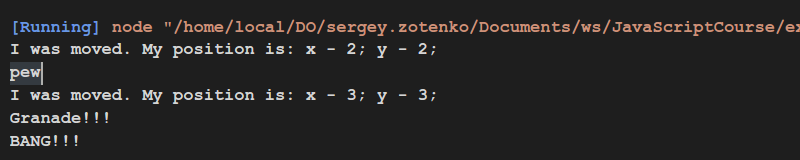 [Running] node "/home/local/DO/sergey.zotenko/Documents/ws/JavaScriptCourse/ex
I was moved. My position is: x - 2; y - 2;
pew
I was moved. My position is: x - 3; y - 3;
Granade!!!
BANG!!!